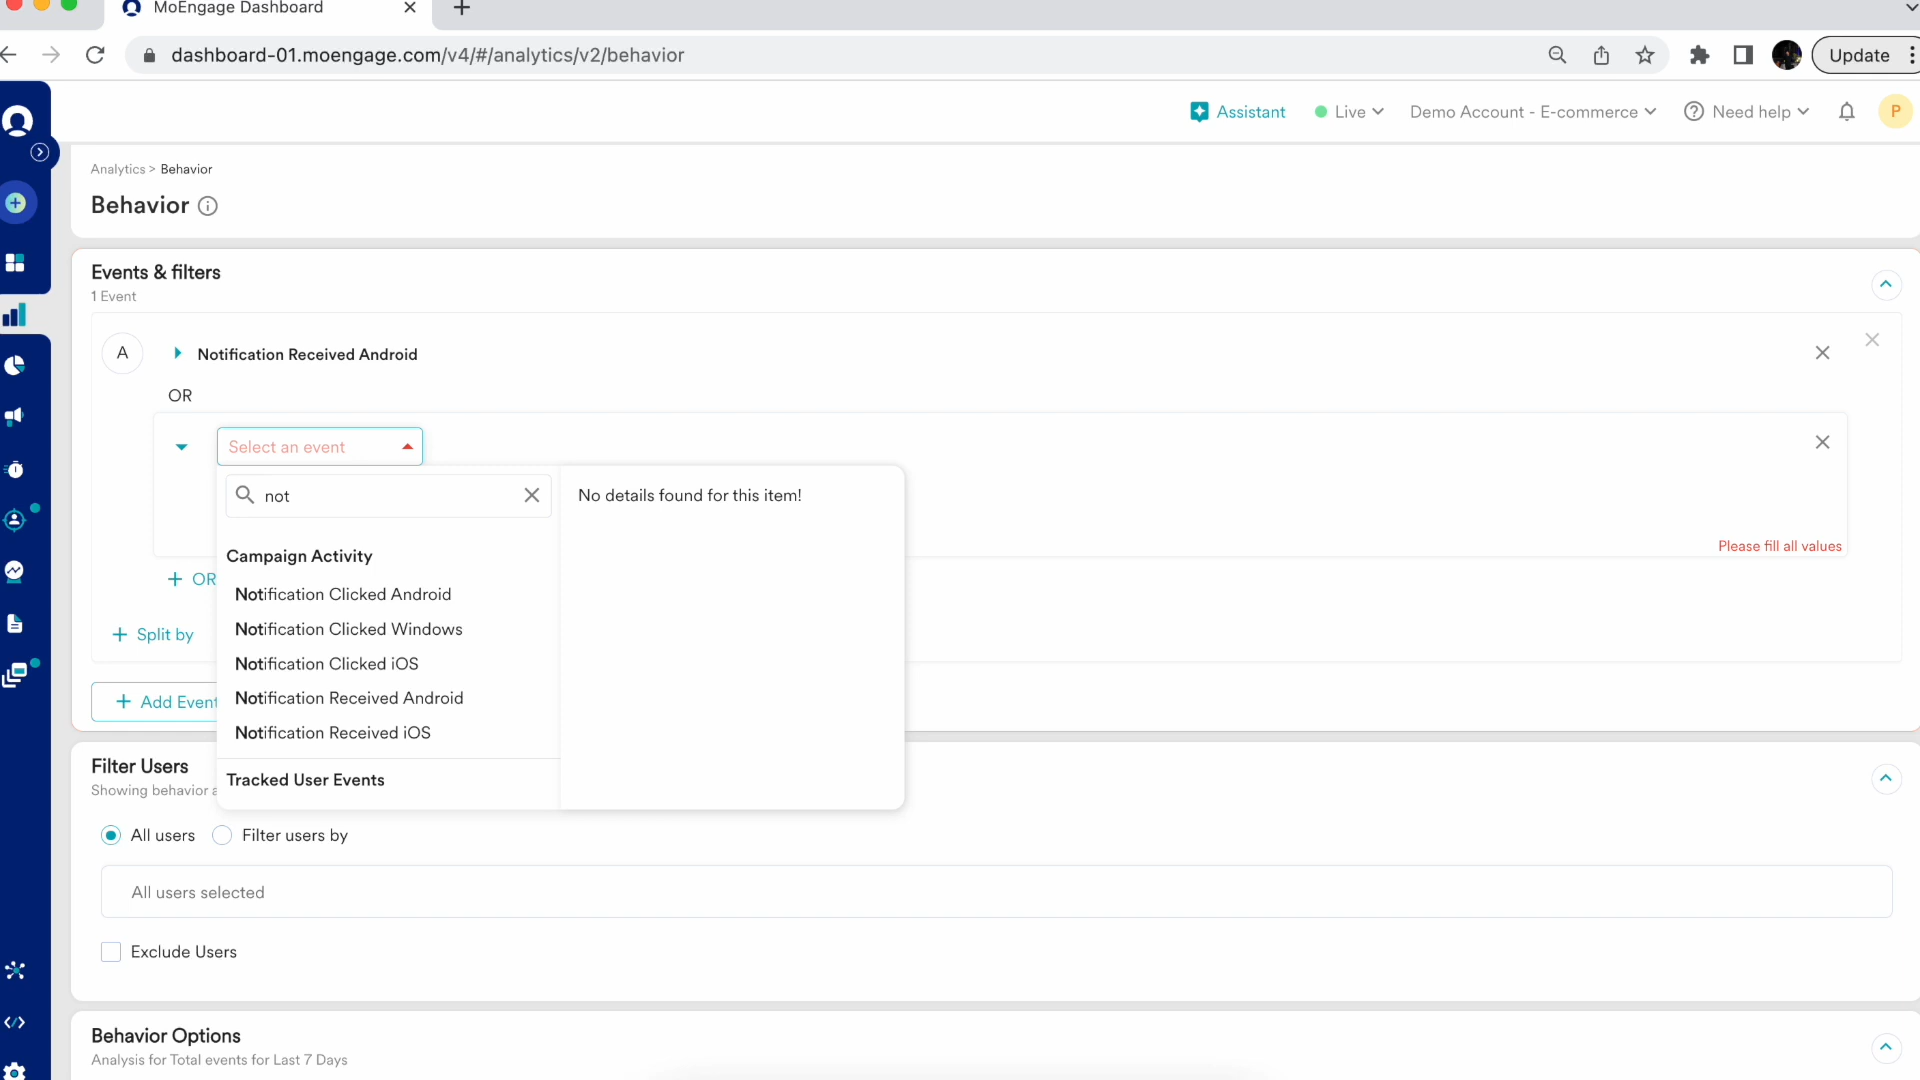 MoEngage Dashboard
dashboard-01.moengage.com/v4/#/analytics/v2/behavior
Update
Assistant
Live
Demo Account - E-commerce
Need help
P
Analytics > Behavior
Behavior
Events & filters
1 Event
A
Notification Received Android
OR
Select an event
not
No details found for this item!
Please fill all values
Campaign Activity
+ OR
Notification Clicked Android
Notification Clicked Windows
+ Split by
Notification Clicked iOS
Notification Received Android
+ Add Event
Notification Received iOS
Filter Users
Tracked User Events
Showing behavior a
All users
Filter users by
All users selected
Exclude Users
Behavior Options
Analysis for Total events for Last 7 Days